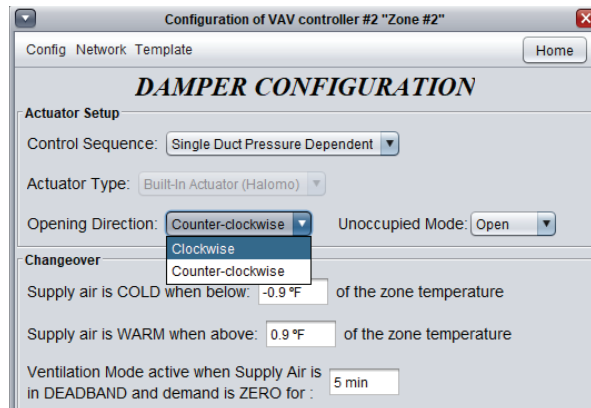 Configuration of VAV controller #2 "Zone #2"
Config Network Template Home
DAMPER CONFIGURATION
Actuator Setup
Control Sequence: Single Duct Pressure Dependent
Actuator Type: Built-In Actuator (Halomo)
Opening Direction: Counter-clockwise Unoccupied Mode: Open
Clockwise
Counter-clockwise
Changeover
Supply air is COLD when below: -0.9 ºF of the zone temperature
Supply air is WARM when above: 0.9 ºF of the zone temperature
Ventilation Mode active when Supply Air is
in DEADBAND and demand is ZERO for : 5 min